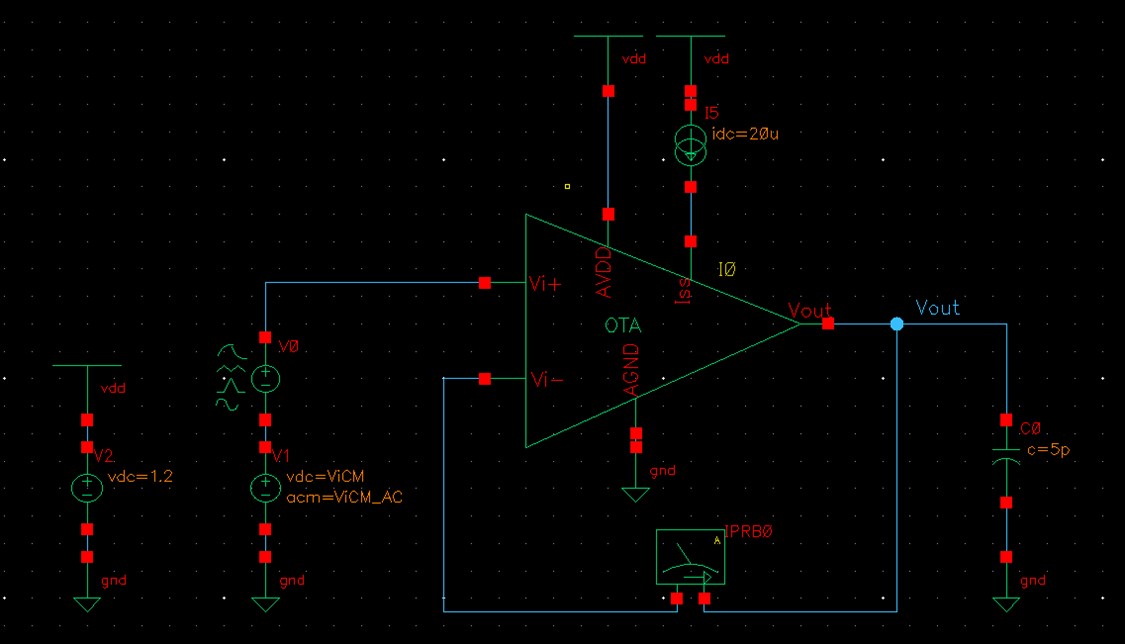 vdd
vdd
I5
idc=20u
I0
Vi+
AVDD
Iss
Vout
Vout
OTA
V0
Vi-
AGND
vdd
V2
vdc=1.2
V1
vdc=ViCM
acm=ViCM_AC
C0
c=5p
gnd
IPRB0
A
gnd
gnd
gnd